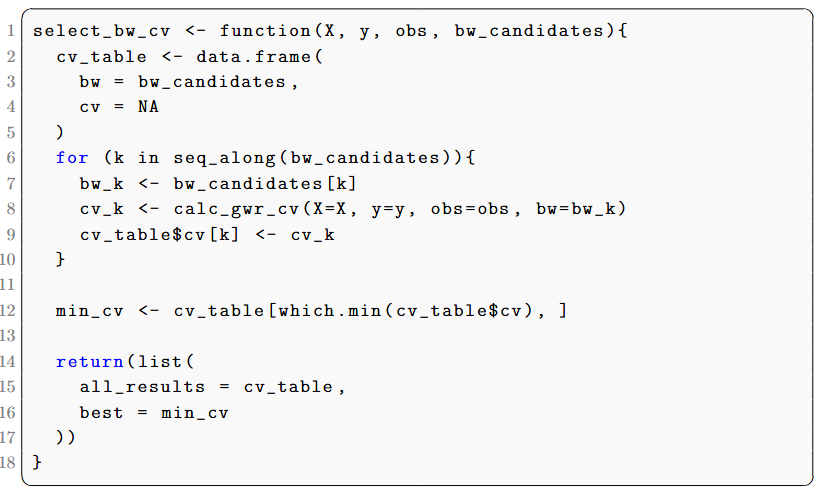 1 select_bw_cv <- function(X, y, obs, bw_candidates){
2   cv_table <- data.frame(
3     bw = bw_candidates,
4     cv = NA
5   )
6   for (k in seq_along(bw_candidates)){
7     bw_k <- bw_candidates[k]
8     cv_k <- calc_gwr_cv(X=X, y=y, obs=obs, bw=bw_k)
9     cv_table$cv[k] <- cv_k
10   }
11
12   min_cv <- cv_table[which.min(cv_table$cv), ]
13
14   return(list(
15     all_results = cv_table,
16     best = min_cv
17   ))
18 }